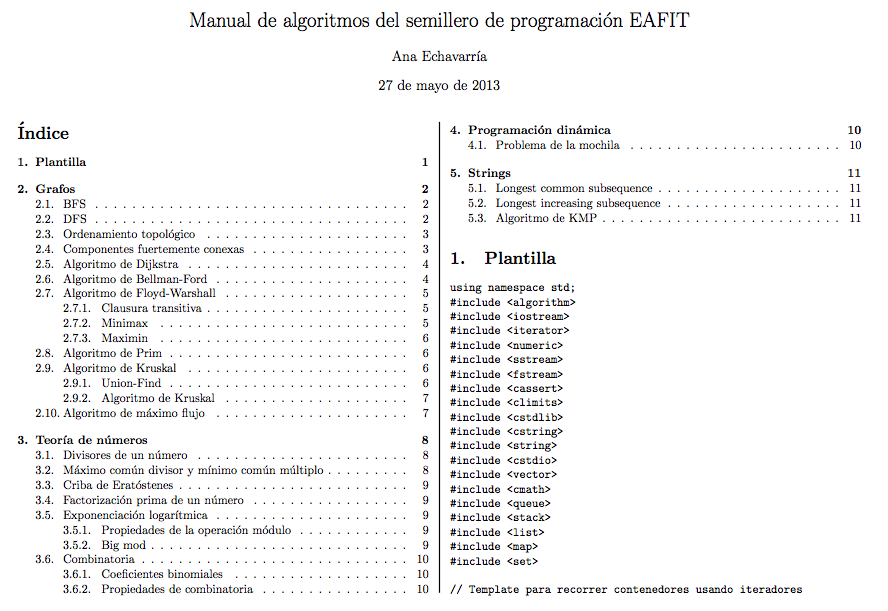 Manual de algoritmos del semillero de programación EAFIT
Ana Echavarría
27 de mayo de 2013
Índice
1. Plantilla 1
2. Grafos 2
2.1. BFS . . . . . . . . . . . . . . . . . . . . . . . . . . . . . . . . . . 2
2.2. DFS . . . . . . . . . . . . . . . . . . . . . . . . . . . . . . . . . . 2
2.3. Ordenamiento topológico . . . . . . . . . . . . . . . . . . . . . . 3
2.4. Componentes fuertemente conexas . . . . . . . . . . . . . . . . . 3
2.5. Algoritmo de Dijkstra . . . . . . . . . . . . . . . . . . . . . . . . 4
2.6. Algoritmo de Bellman-Ford . . . . . . . . . . . . . . . . . . . . . 4
2.7. Algoritmo de Floyd-Warshall . . . . . . . . . . . . . . . . . . . . 5
2.7.1. Clausura transitiva . . . . . . . . . . . . . . . . . . . . . . 5
2.7.2. Minimax . . . . . . . . . . . . . . . . . . . . . . . . . . . 5
2.7.3. Maximin . . . . . . . . . . . . . . . . . . . . . . . . . . . 6
2.8. Algoritmo de Prim . . . . . . . . . . . . . . . . . . . . . . . . . . 6
2.9. Algoritmo de Kruskal . . . . . . . . . . . . . . . . . . . . . . . . 6
2.9.1. Union-Find . . . . . . . . . . . . . . . . . . . . . . . . . . 6
2.9.2. Algoritmo de Kruskal . . . . . . . . . . . . . . . . . . . . 7
2.10. Algoritmo de máximo flujo . . . . . . . . . . . . . . . . . . . . . 7
3. Teoría de números 8
3.1. Divisores de un número . . . . . . . . . . . . . . . . . . . . . . . 8
3.2. Máximo común divisor y mínimo común múltiplo . . . . . . . . . 8
3.3. Criba de Eratóstenes . . . . . . . . . . . . . . . . . . . . . . . . . 9
3.4. Factorización prima de un número . . . . . . . . . . . . . . . . . 9
3.5. Exponenciación logarítmica . . . . . . . . . . . . . . . . . . . . . 9
3.5.1. Propiedades de la operación módulo . . . . . . . . . . . . 9
3.5.2. Big mod . . . . . . . . . . . . . . . . . . . . . . . . . . . . 9
3.6. Combinatoria . . . . . . . . . . . . . . . . . . . . . . . . . . . . . 10
3.6.1. Coeficientes binomiales . . . . . . . . . . . . . . . . . . . 10
3.6.2. Propiedades de combinatoria . . . . . . . . . . . . . . . . 10
4. Programación dinámica 10
4.1. Problema de la mochila . . . . . . . . . . . . . . . . . . . . . . . 10
5. Strings 11
5.1. Longest common subsequence . . . . . . . . . . . . . . . . . . . . 11
5.2. Longest increasing subsequence . . . . . . . . . . . . . . . . . . . 11
5.3. Algoritmo de KMP . . . . . . . . . . . . . . . . . . . . . . . . . . 11
1. Plantilla
using namespace std;
#include <algorithm>
#include <iostream>
#include <iterator>
#include <numeric>
#include <sstream>
#include <fstream>
#include <cassert>
#include <climits>
#include <cstdlib>
#include <cstring>
#include <string>
#include <cstdio>
#include <vector>
#include <cmath>
#include <queue>
#include <stack>
#include <list>
#include <map>
#include <set>
// Template para recorrer contenedores usando iteradores